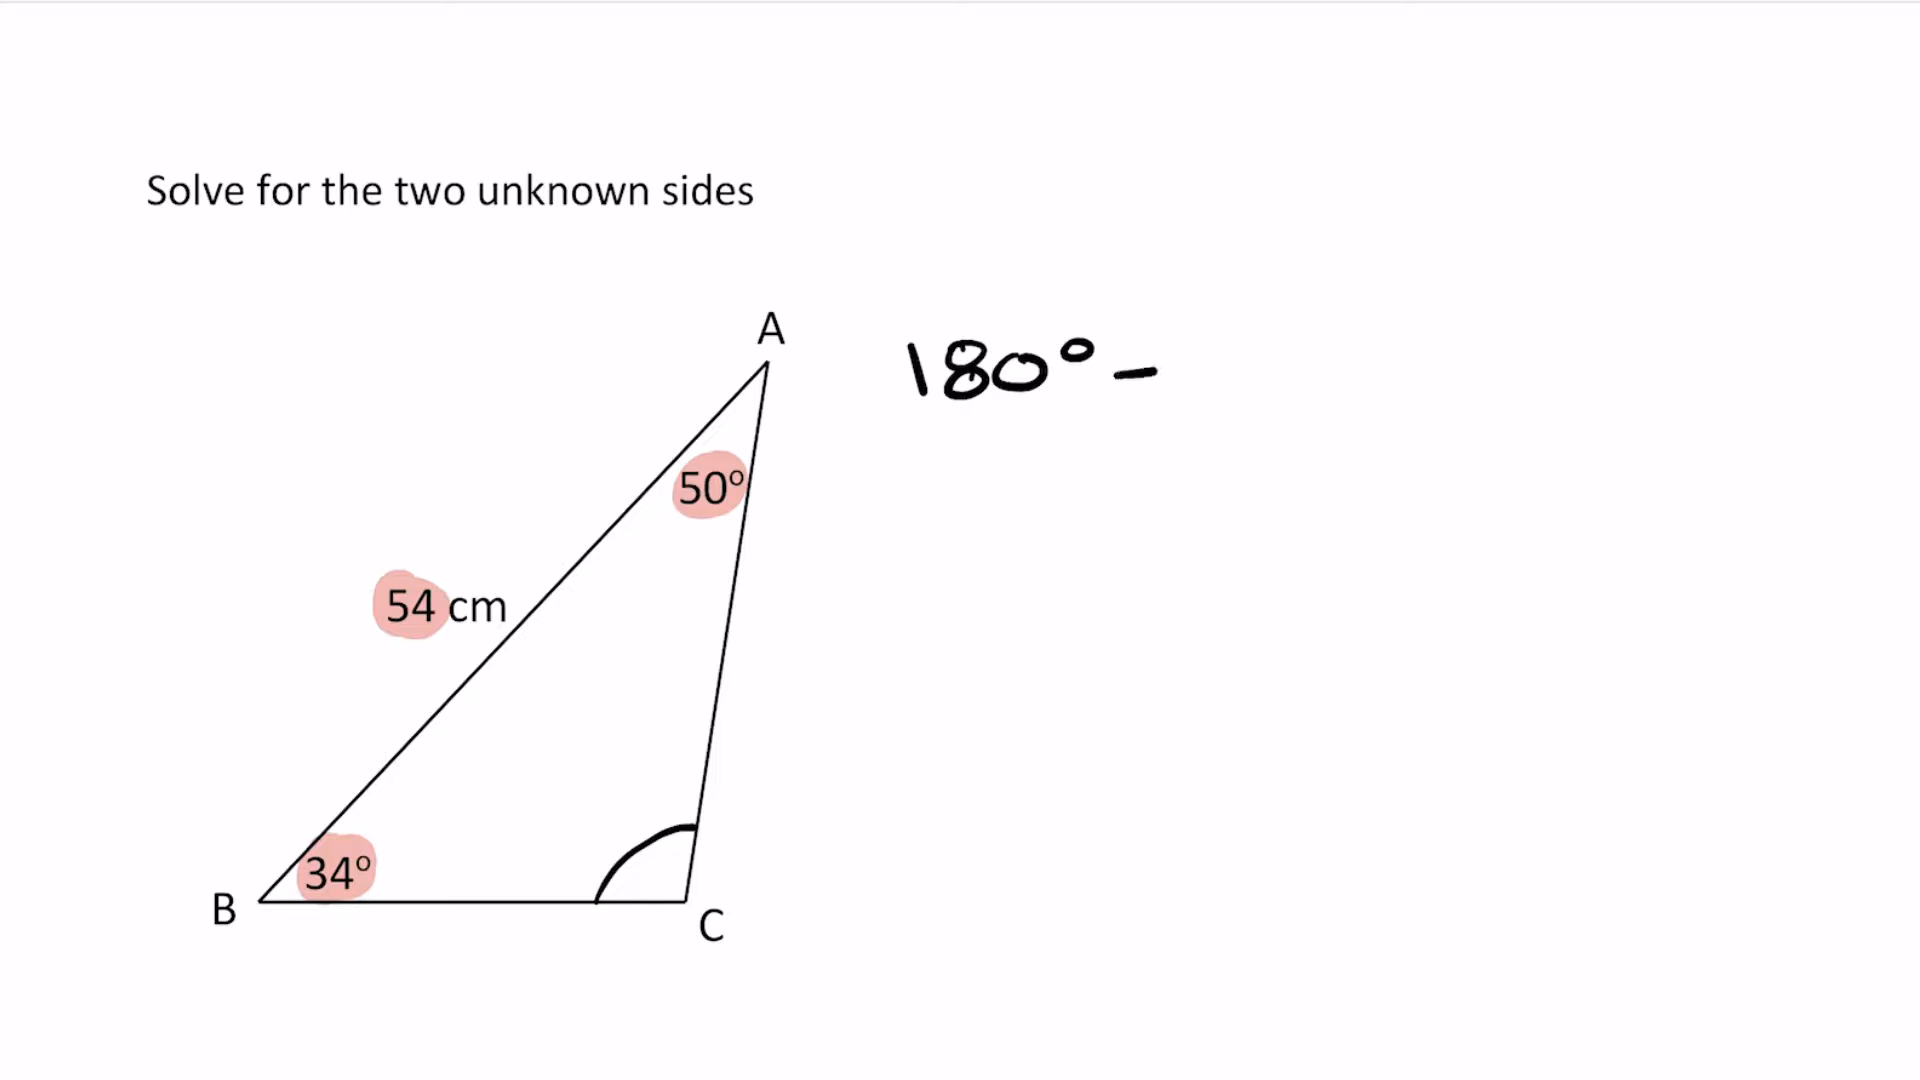 Solve for the two unknown sides
A
180° –
50°
54 cm
34°
B
C